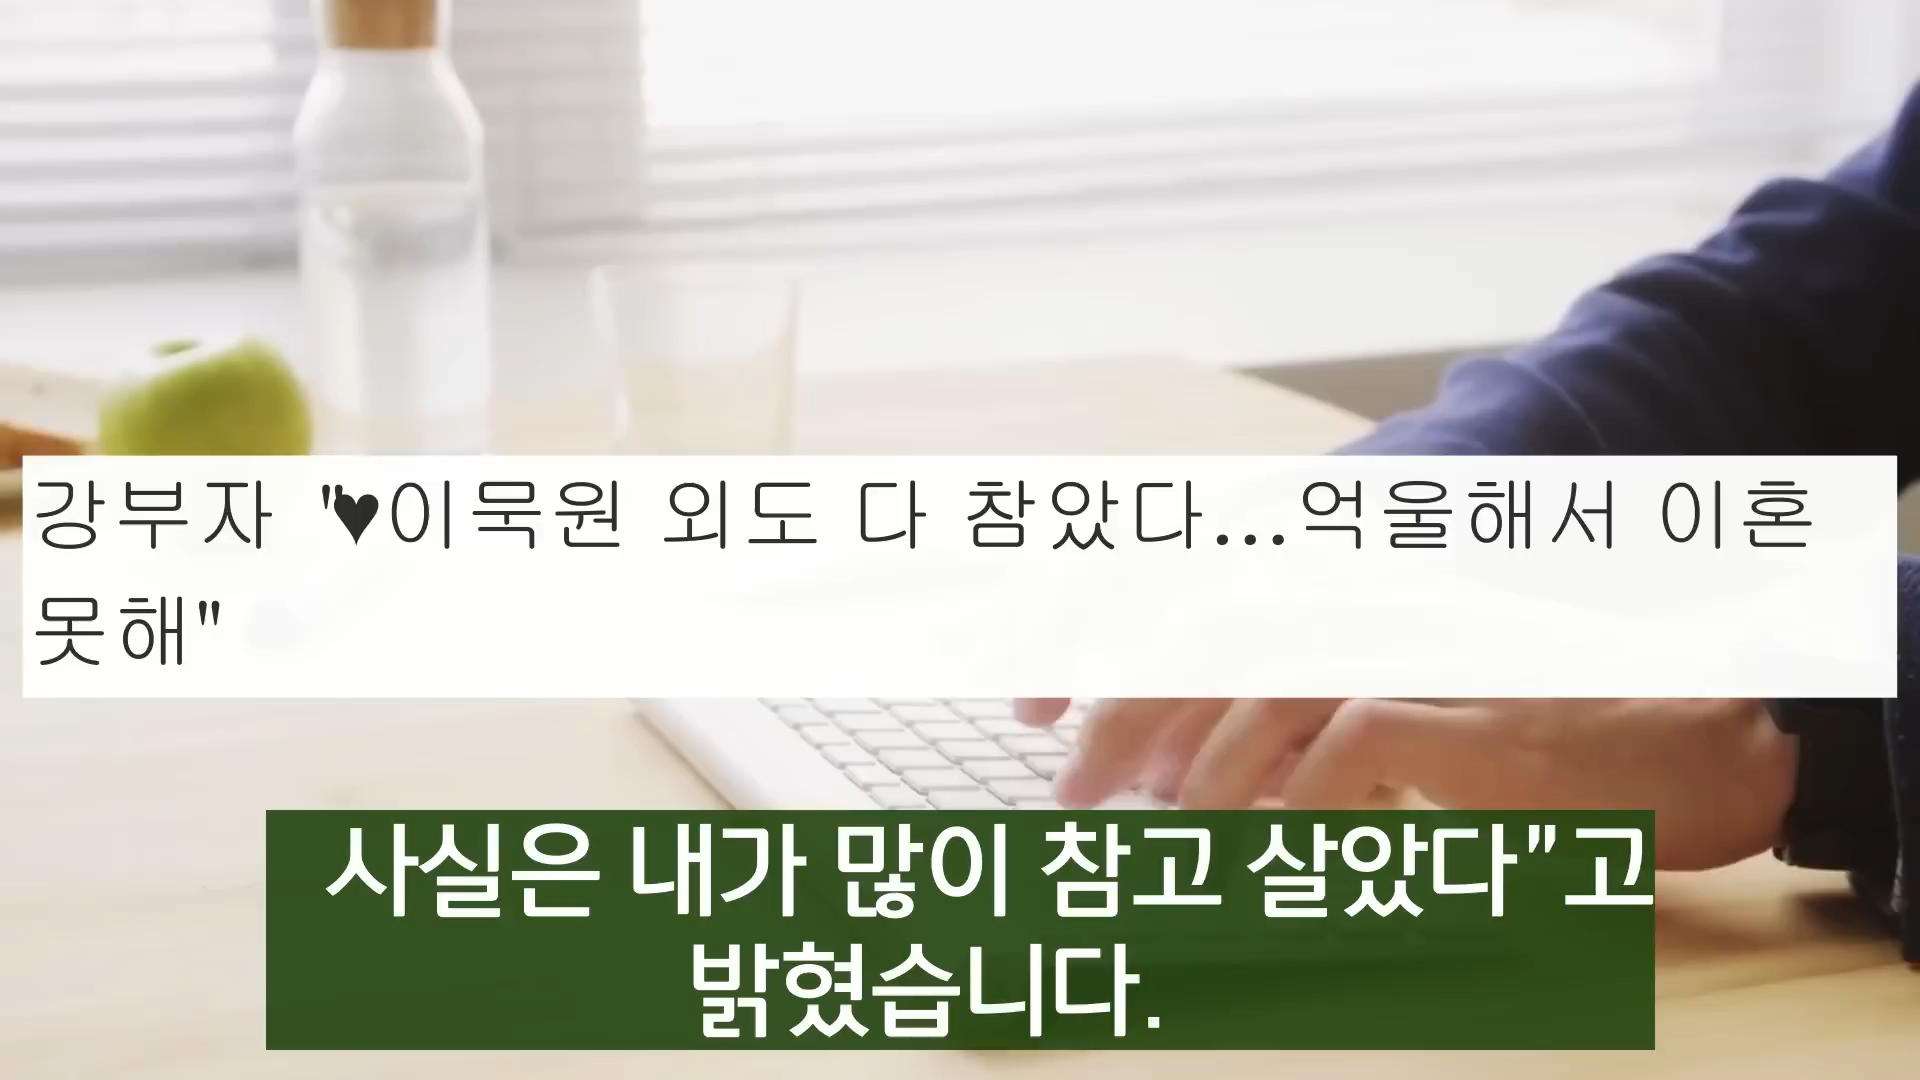 강부자 "♥이묵원 외도 다 참았다...억울해서 이혼
못해"
사실은 내가 많이 참고 살았다”고
밝혔습니다.